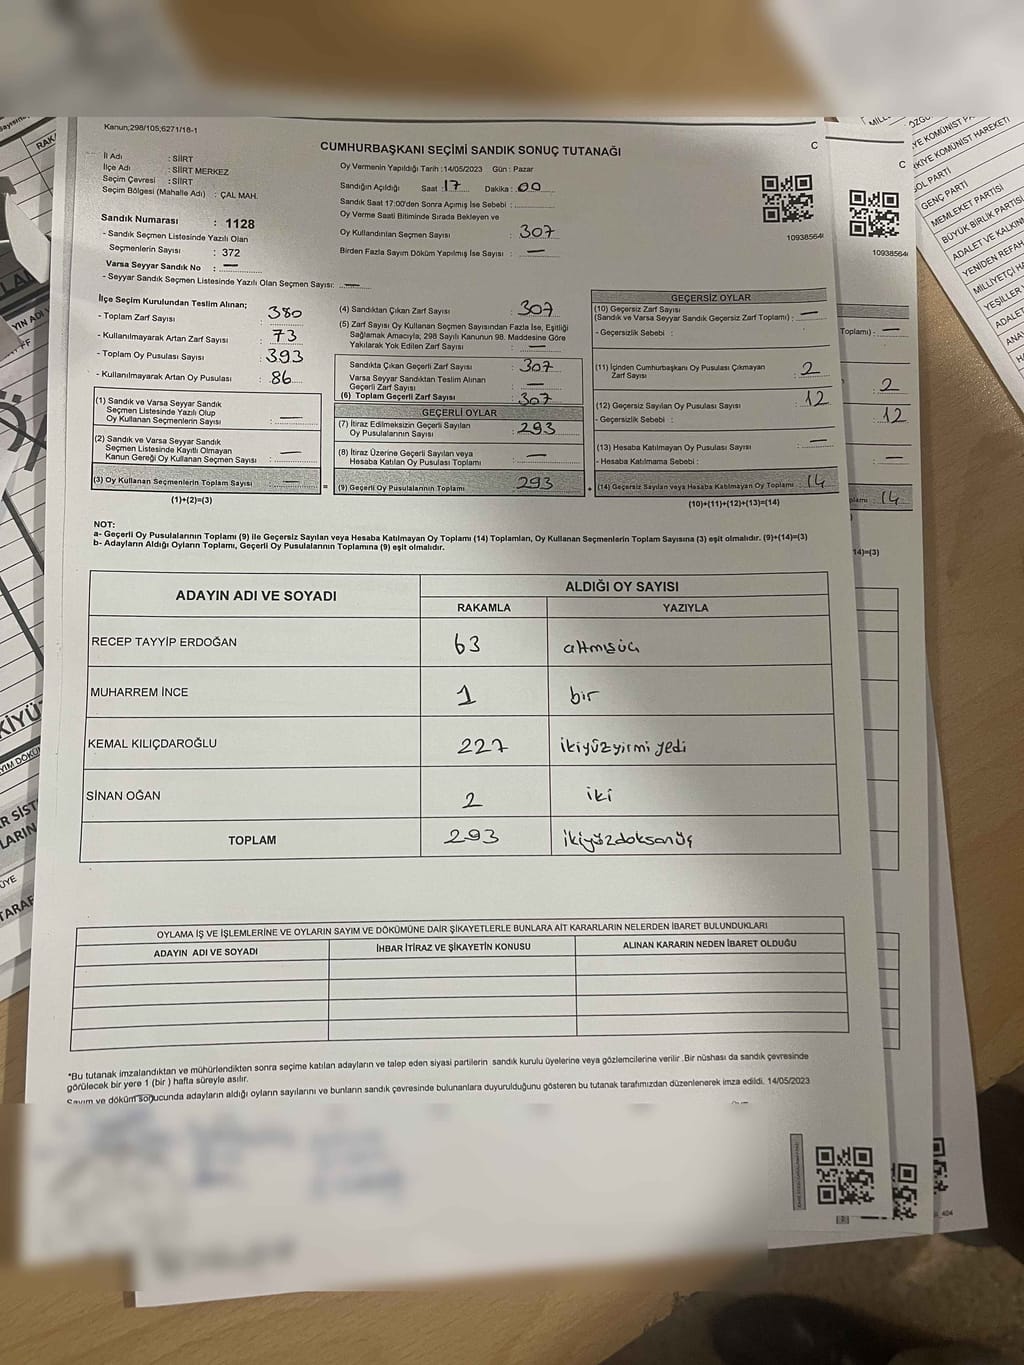 Kanun;298/105;6271/18-1
CUMHURBAŞKANI SEÇİMİ SANDIK SONUÇ TUTANAĞI
C
İl Adı : SİİRT
İlçe Adı : SİİRT MERKEZ
Seçim Çevresi : SİİRT
Seçim Bölgesi (Mahalle Adı) : ÇAL MAH.
Sandık Numarası : 1128
- Sandık Seçmen Listesinde Yazılı Olan
Seçmenlerin Sayısı : 372
Varsa Seyyar Sandık No : —
- Seyyar Sandık Seçmen Listesinde Yazılı Olan Seçmen Sayısı: —
Oy Vermenin Yapıldığı Tarih : 14/05/2023 Gün : Pazar
Sandığın Açıldığı Saat : 17 Dakika : 00
Sandık Saat 17:00'den Sonra Açımış İse Sebebi :
Oy Verme Saati Bitiminde Sırada Bekleyen ve
Oy Kullandırılan Seçmen Sayısı : 307
Birden Fazla Sayım Döküm Yapılmış İse Sayısı : —
10938564
İlçe Seçim Kurulundan Teslim Alınan;
- Toplam Zarf Sayısı : 380
- Kullanılmayarak Artan Zarf Sayısı : 73
- Toplam Oy Pusulası Sayısı : 393
- Kullanılmayarak Artan Oy Pusulası : 86
(1) Sandık ve Varsa Seyyar Sandık
Seçmen Listesinde Yazılı Olup
Oy Kullanan Seçmenlerin Sayısı : —
(2) Sandık ve Varsa Seyyar Sandık
Seçmen Listesinde Kayıtlı Olmayan
Kanun Gereği Oy Kullanan Seçmen Sayısı : —
(3) Oy Kullanan Seçmenlerin Toplam Sayısı : —
(1)+(2)=(3)
(4) Sandıktan Çıkan Zarf Sayısı : 307
(5) Zarf Sayısı Oy Kullanan Seçmen Sayısından Fazla İse, Eşitliği
Sağlamak Amacıyla, 298 Sayılı Kanunun 98. Maddesine Göre
Yakılarak Yok Edilen Zarf Sayısı : —
Sandıkta Çıkan Geçerli Zarf Sayısı : 307
Varsa Seyyar Sandıktan Teslim Alınan
Geçerli Zarf Sayısı : —
(6) Toplam Geçerli Zarf Sayısı : 307
GEÇERLİ OYLAR
(7) İtiraz Edilmeksizin Geçerli Sayılan
Oy Pusulalarının Sayısı : 293
(8) İtiraz Üzerine Geçerli Sayılan veya
Hesaba Katılan Oy Pusulası Toplamı : —
=
(9) Geçerli Oy Pusulalarının Toplamı : 293
+
GEÇERSİZ OYLAR
(10) Geçersiz Zarf Sayısı
(Sandık ve Varsa Seyyar Sandık Geçersiz Zarf Toplamı) : —
- Geçersizlik Sebebi :
(11) İçinden Cumhurbaşkanı Oy Pusulası Çıkmayan
Zarf Sayısı : 2
(12) Geçersiz Sayılan Oy Pusulası Sayısı : 12
- Geçersizlik Sebebi :
(13) Hesaba Katılmayan Oy Pusulası Sayısı : —
- Hesaba Katılmama Sebebi :
(14) Geçersiz Sayılan veya Hesaba Katılmayan Oy Toplamı : 14
(10)+(11)+(12)+(13)=(14)
NOT:
a- Geçerli Oy Pusulalarının Toplamı (9) ile Geçersiz Sayılan veya Hesaba Katılmayan Oy Toplamı (14) Toplamları, Oy Kullanan Seçmenlerin Toplam Sayısına (3) eşit olmalıdır. (9)+(14)=(3)
b- Adayların Aldığı Oyların Toplamı, Geçerli Oy Pusulalarının Toplamına (9) eşit olmalıdır.
ADAYIN ADI VE SOYADI
ALDIĞI OY SAYISI
RAKAMLA YAZIYLA
RECEP TAYYİP ERDOĞAN 63 altmışüç
MUHARREM İNCE 1 bir
KEMAL KILIÇDAROĞLU 227 ikiyüzyirmi yedi
SİNAN OĞAN 2 iki
TOPLAM 293 ikiyüzdoksanüç
OYLAMA İŞ VE İŞLEMLERİNE VE OYLARIN SAYIM VE DÖKÜMÜNE DAİR ŞİKAYETLERLE BUNLARA AİT KARARLARIN NELERDEN İBARET BULUNDUKLARI
ADAYIN ADI VE SOYADI İHBAR İTİRAZ VE ŞİKAYETİN KONUSU ALINAN KARARIN NEDEN İBARET OLDUĞU
*Bu tutanak imzalandıktan ve mühürlendikten sonra seçime katılan adayların ve talep eden siyasi partilerin sandık kurulu üyelerine veya gözlemcilerine verilir .Bir nüshası da sandık çevresinde
görülecek bir yere 1 (bir ) hafta süreyle asılır.
Sayım ve döküm sonucunda adayların aldığı oyların sayılarını ve bunların sandık çevresinde bulunanlara duyurulduğunu gösteren bu tutanak tarafımızdan düzenlenerek imza edildi. 14/05/2023
C
10938564
Toplamı) : —
2
12
—
14
14)=(3)
KOMÜNİST HAREKETİ
SOL PARTİ
GENÇ PARTİ
MEMLEKET PARTİSİ
BÜYÜK BİRLİK PARTİSİ
ADALET VE KALKIN
YENİDEN REFAH
MİLLİYETÇİ HA
YEŞİLLER
ADALET
ANA
404